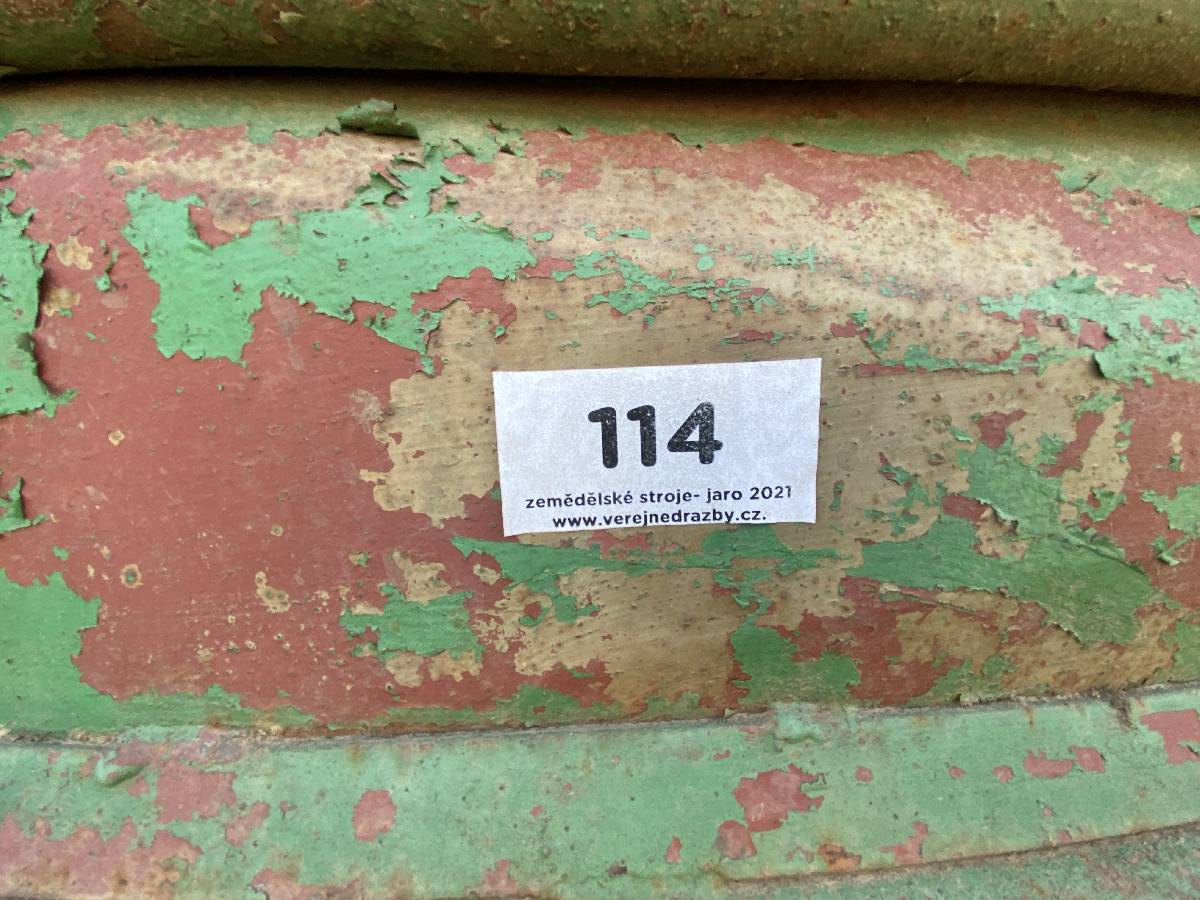 114
zemědělské stroje- jaro 2021
www.verejnedrazby.cz.